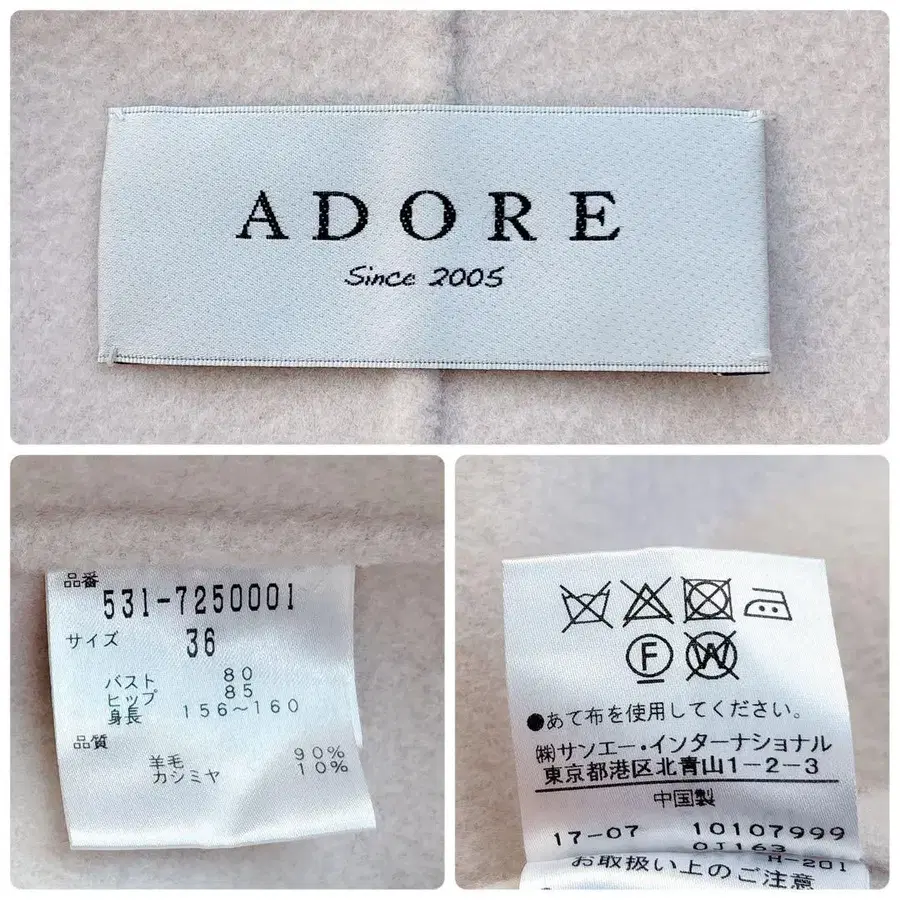 ADORE
Since 2005
品番
531-7250001
サイズ 36
バスト 80
ヒップ 85
身長 156～160
品質
羊毛 90%
カシミヤ 10%
F W
●あて布を使用してください。
㈱サンエー・インターナショナル
東京都港区北青山1-2-3
中国製
17-07 10107999
OJ163
H-201
お取扱い上のご注意